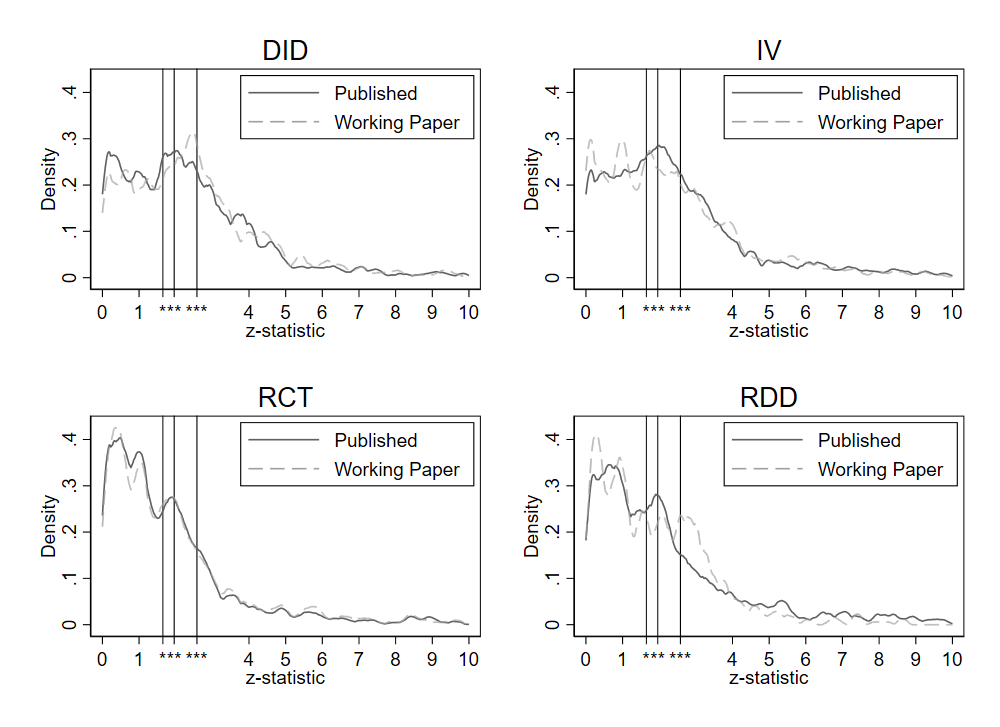 DID
Published
Working Paper
Density
.4
.3
.2
.1
0
0 1 *** *** 4 5 6 7 8 9 10
z-statistic
IV
Published
Working Paper
Density
.4
.3
.2
.1
0
0 1 *** *** 4 5 6 7 8 9 10
z-statistic
RCT
Published
Working Paper
Density
.4
.3
.2
.1
0
0 1 *** *** 4 5 6 7 8 9 10
z-statistic
RDD
Published
Working Paper
Density
.4
.3
.2
.1
0
0 1 *** *** 4 5 6 7 8 9 10
z-statistic